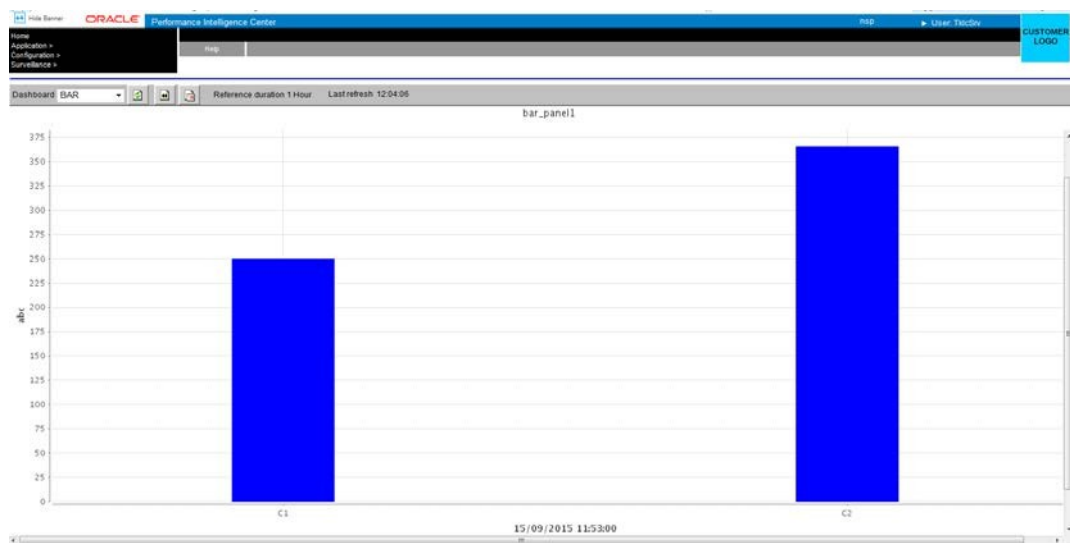 Hide Banner ORACLE Performance Intelligence Center nsp ► User: TklcSrv
CUSTOMER
LOGO
Home
Application >
Configuration >
Surveillance >
Help
Dashboard BAR Reference duration 1 Hour Last refresh 12:04:06
bar_panel1
375
350
325
300
275
250
225
200
175
150
125
100
75
50
25
0
abc
C1 C2
15/09/2015 11:53:00